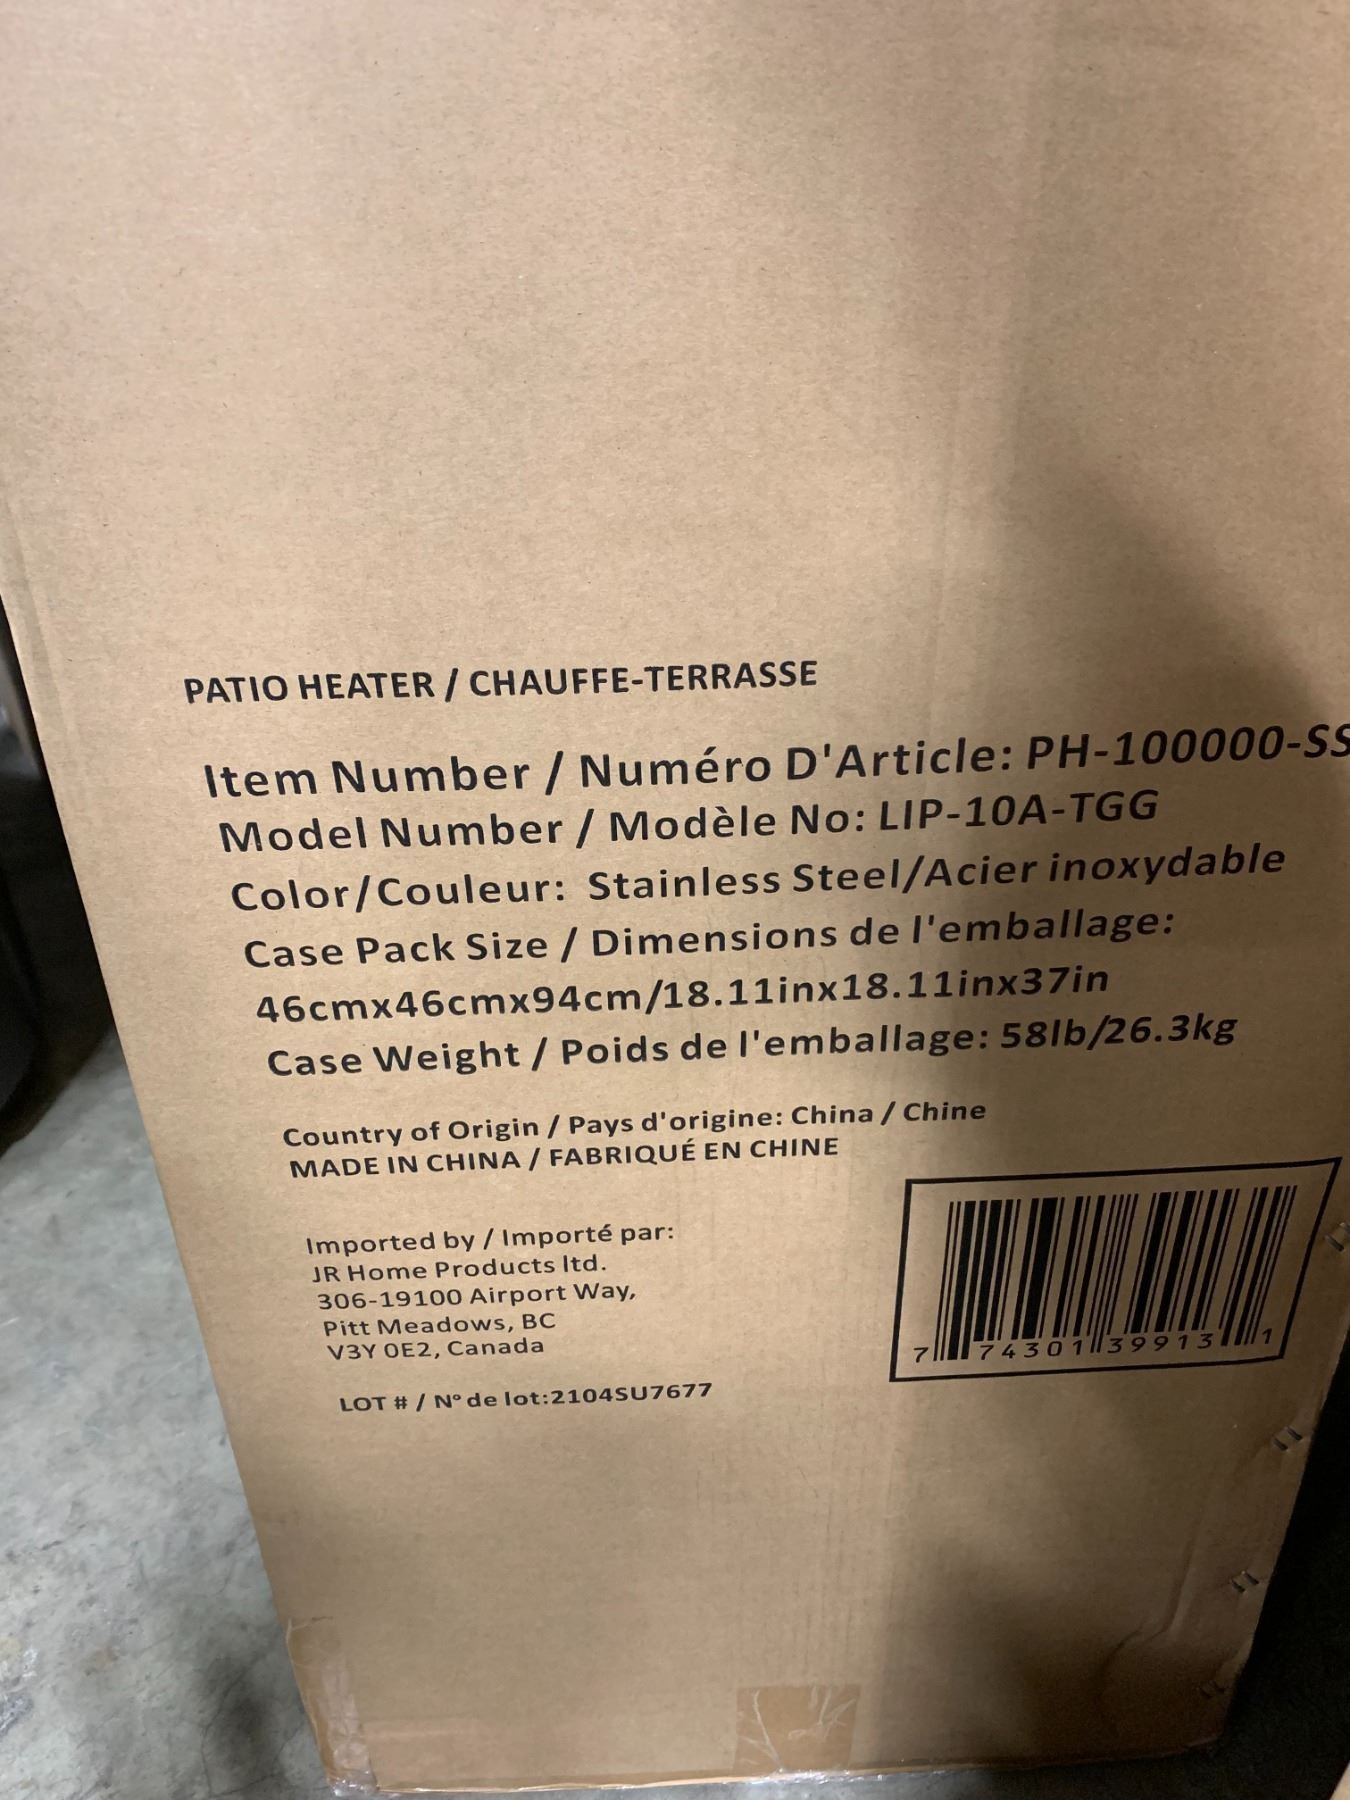 PATIO HEATER / CHAUFFE-TERRASSE
Item Number / Numéro D'Article: PH-100000-SS
Model Number / Modèle No: LIP-10A-TGG
Color/Couleur: Stainless Steel/Acier inoxydable
Case Pack Size / Dimensions de l'emballage:
46cmx46cmx94cm/18.11inx18.11inx37in
Case Weight / Poids de l'emballage: 58lb/26.3kg
Country of Origin / Pays d'origine: China / Chine
MADE IN CHINA / FABRIQUÉ EN CHINE
Imported by / Importé par:
JR Home Products ltd.
306-19100 Airport Way,
Pitt Meadows, BC
V3Y 0E2, Canada
LOT # / N° de lot:2104SU7677
7 74301 39913 1